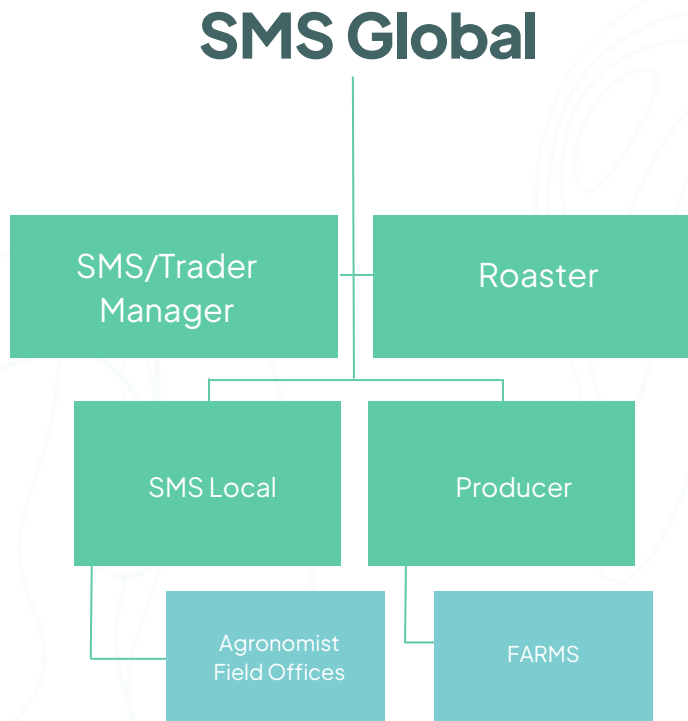 SMS Global
SMS/Trader
Manager
Roaster
SMS Local
Producer
Agronomist
Field Offices
FARMS